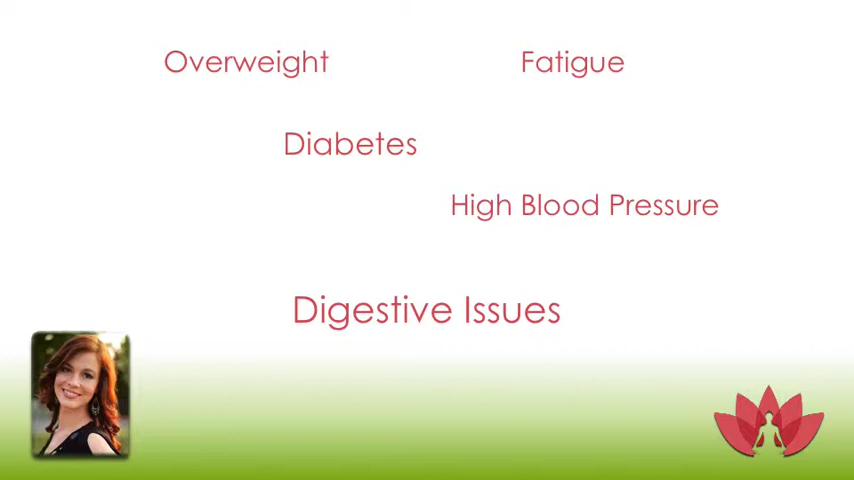 Overweight
Fatigue
Diabetes
High Blood Pressure
Digestive Issues